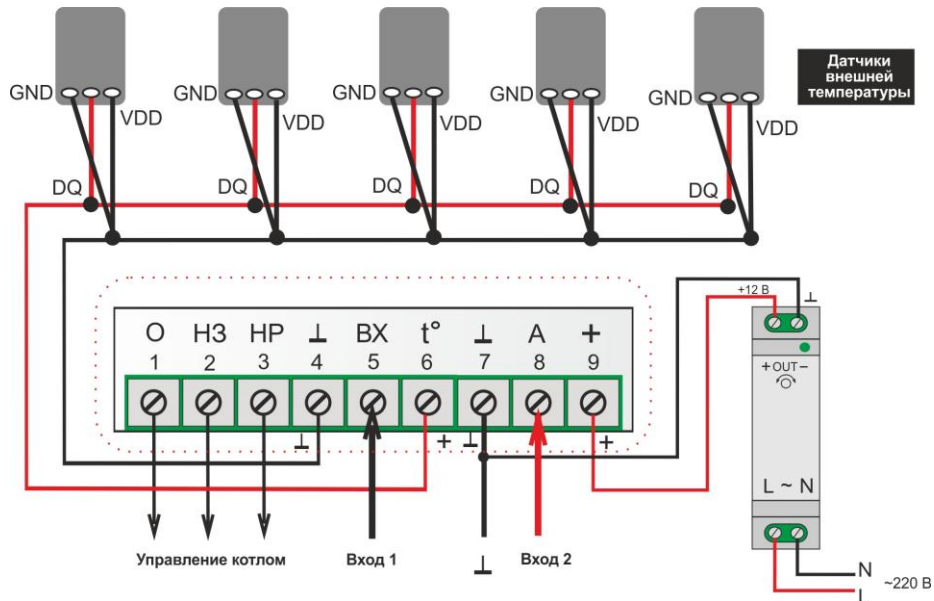 Датчики
внешней
температуры
GND GND GND GND GND
VDD VDD VDD VDD VDD
DQ DQ DQ DQ DQ
+12 В ⊥
О НЗ НР ⊥ ВХ t° ⊥ А +
1 2 3 4 5 6 7 8 9
+ OUT −
⊥ + ⊥ +
L ~ N
Управление котлом Вход 1 ⊥ Вход 2
N
~220 В
L